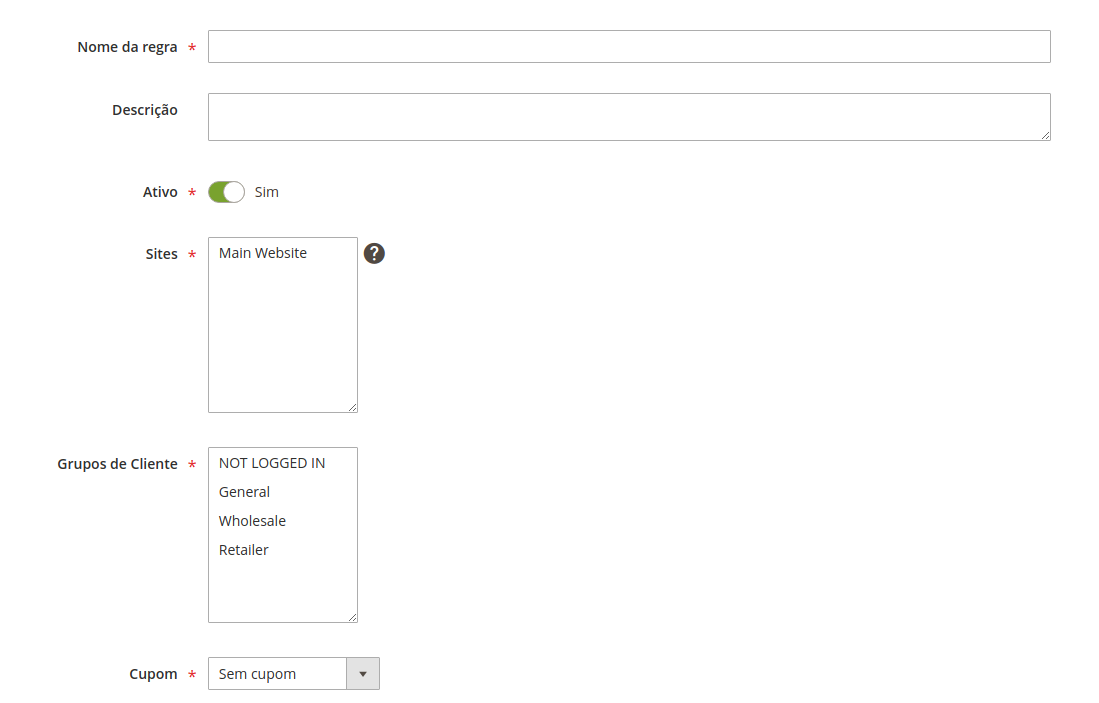 Nome da regra *
Descrição
Ativo * Sim
Sites * Main Website ?
Grupos de Cliente * NOT LOGGED IN
General
Wholesale
Retailer
Cupom * Sem cupom